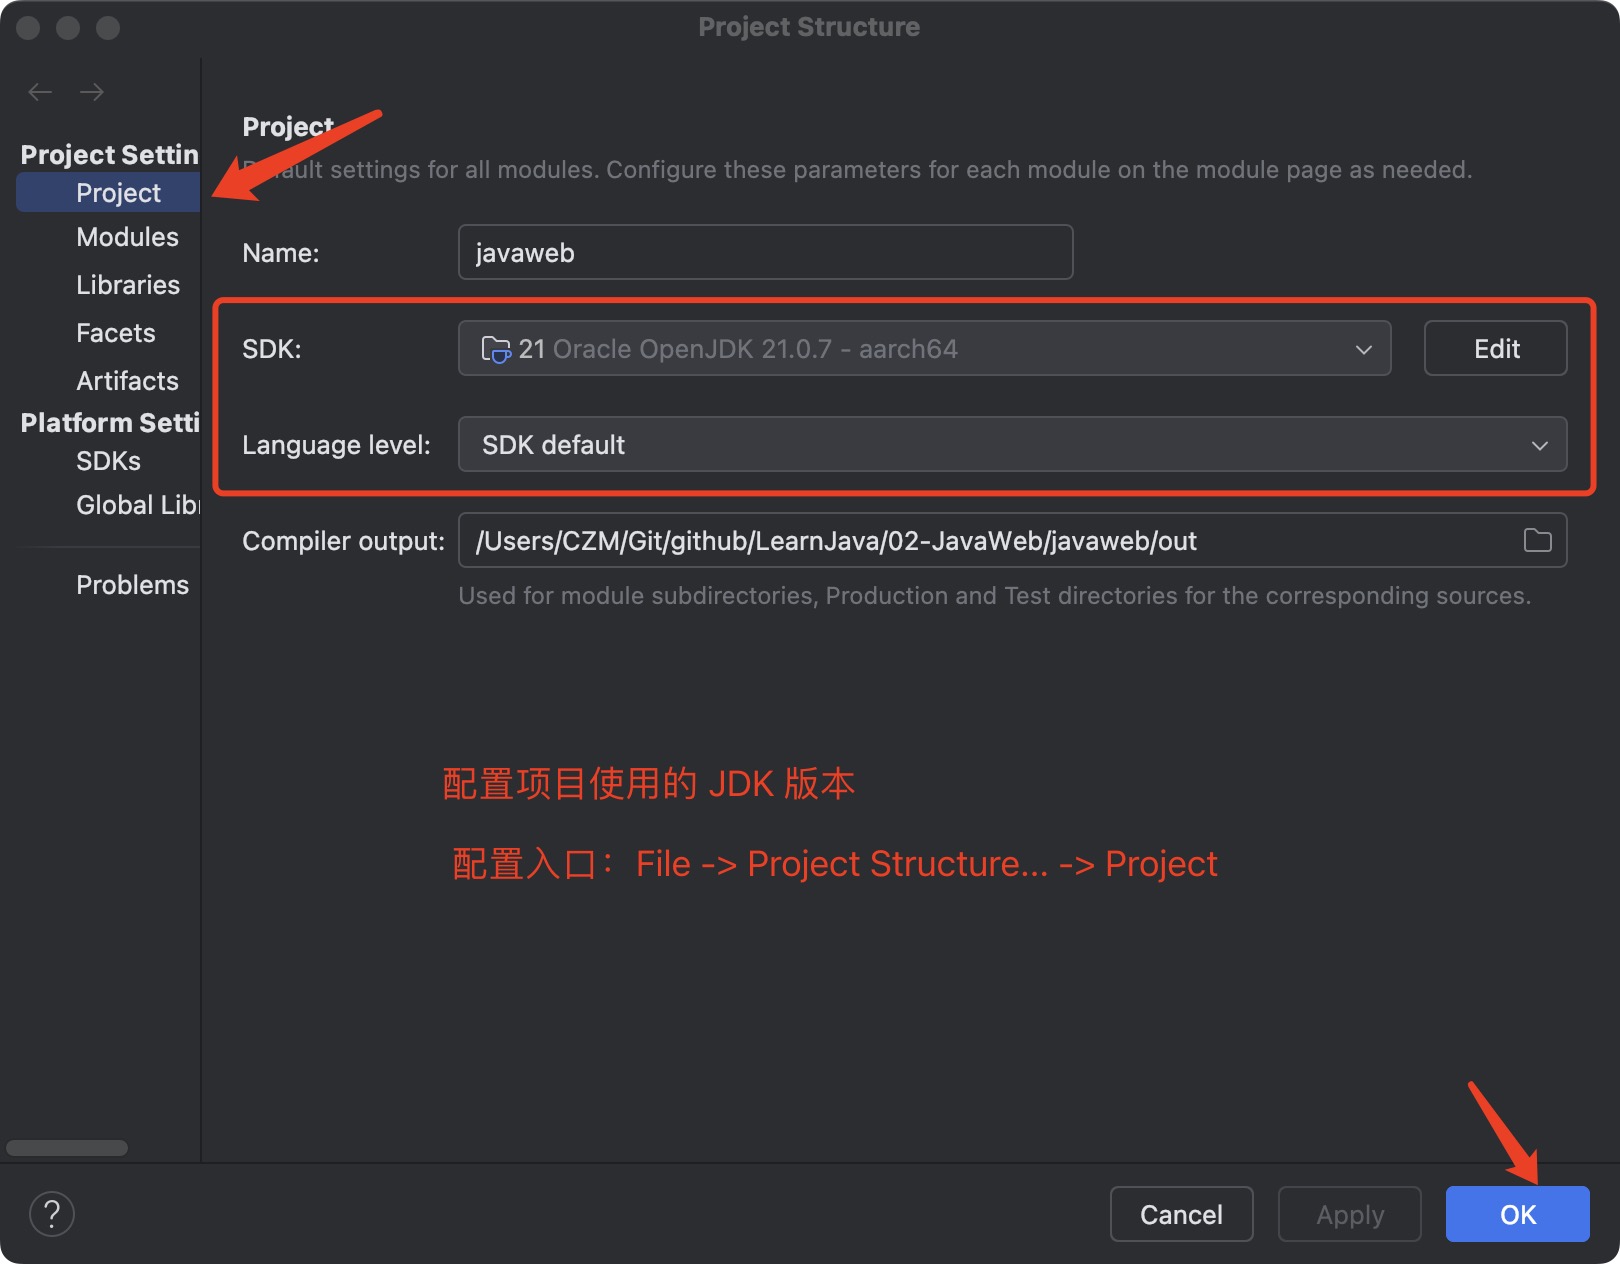 Project Structure
Project Settin
Project
Modules
Libraries
Facets
Artifacts
Platform Setti
SDKs
Global Lib
Problems
Project
Default settings for all modules. Configure these parameters for each module on the module page as needed.
Name: javaweb
SDK: 21 Oracle OpenJDK 21.0.7 - aarch64 Edit
Language level: SDK default
Compiler output: /Users/CZM/Git/github/LearnJava/02-JavaWeb/javaweb/out
Used for module subdirectories, Production and Test directories for the corresponding sources.
配置项目使用的 JDK 版本
配置入口：File -> Project Structure... -> Project
? Cancel Apply OK